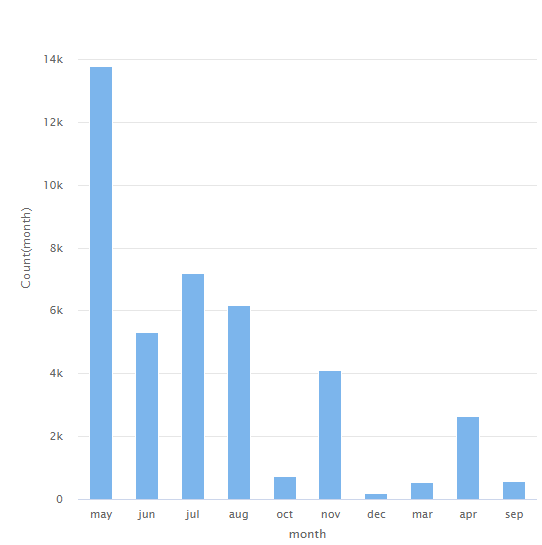 14k
12k
10k
8k
6k
4k
2k
0
Count(month)
may jun jul aug oct nov dec mar apr sep
month